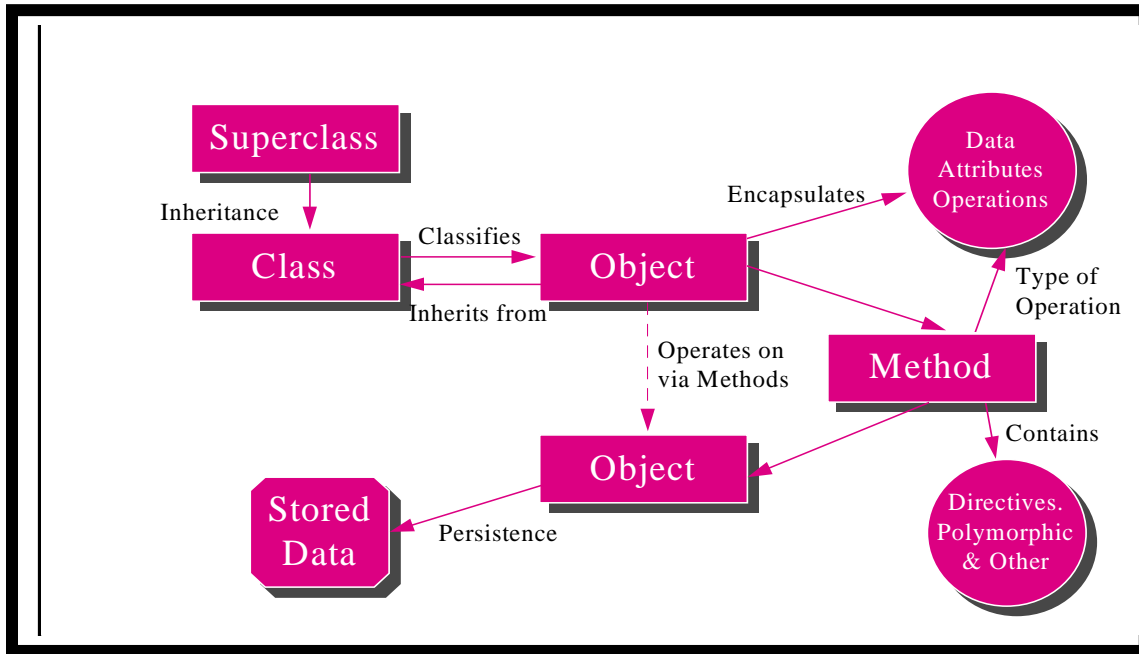 Superclass
Data
Attributes
Operations
Encapsulates
Inheritance
Classifies
Class
Object
Type of
Operation
Inherits from
Operates on
via Methods
Method
Contains
Object
Stored
Data
Persistence
Directives.
Polymorphic
& Other